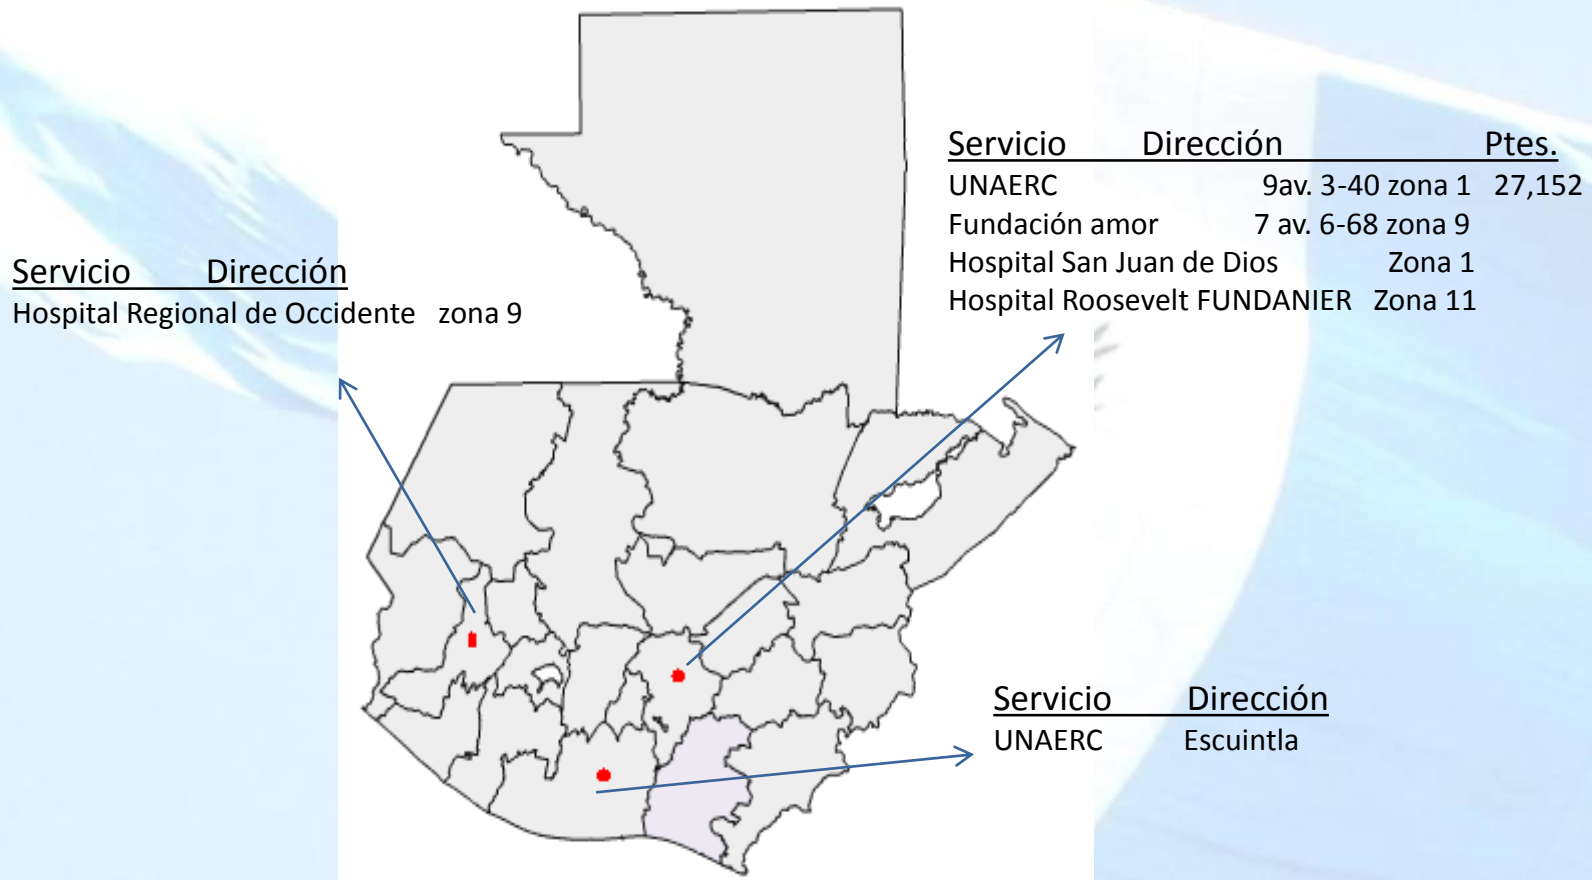 Servicio Dirección Ptes.
UNAERC 9av. 3-40 zona 1 27,152
Fundación amor 7 av. 6-68 zona 9
Hospital San Juan de Dios Zona 1
Hospital Roosevelt FUNDANIER Zona 11
Servicio Dirección
Hospital Regional de Occidente zona 9
Servicio Dirección
UNAERC Escuintla